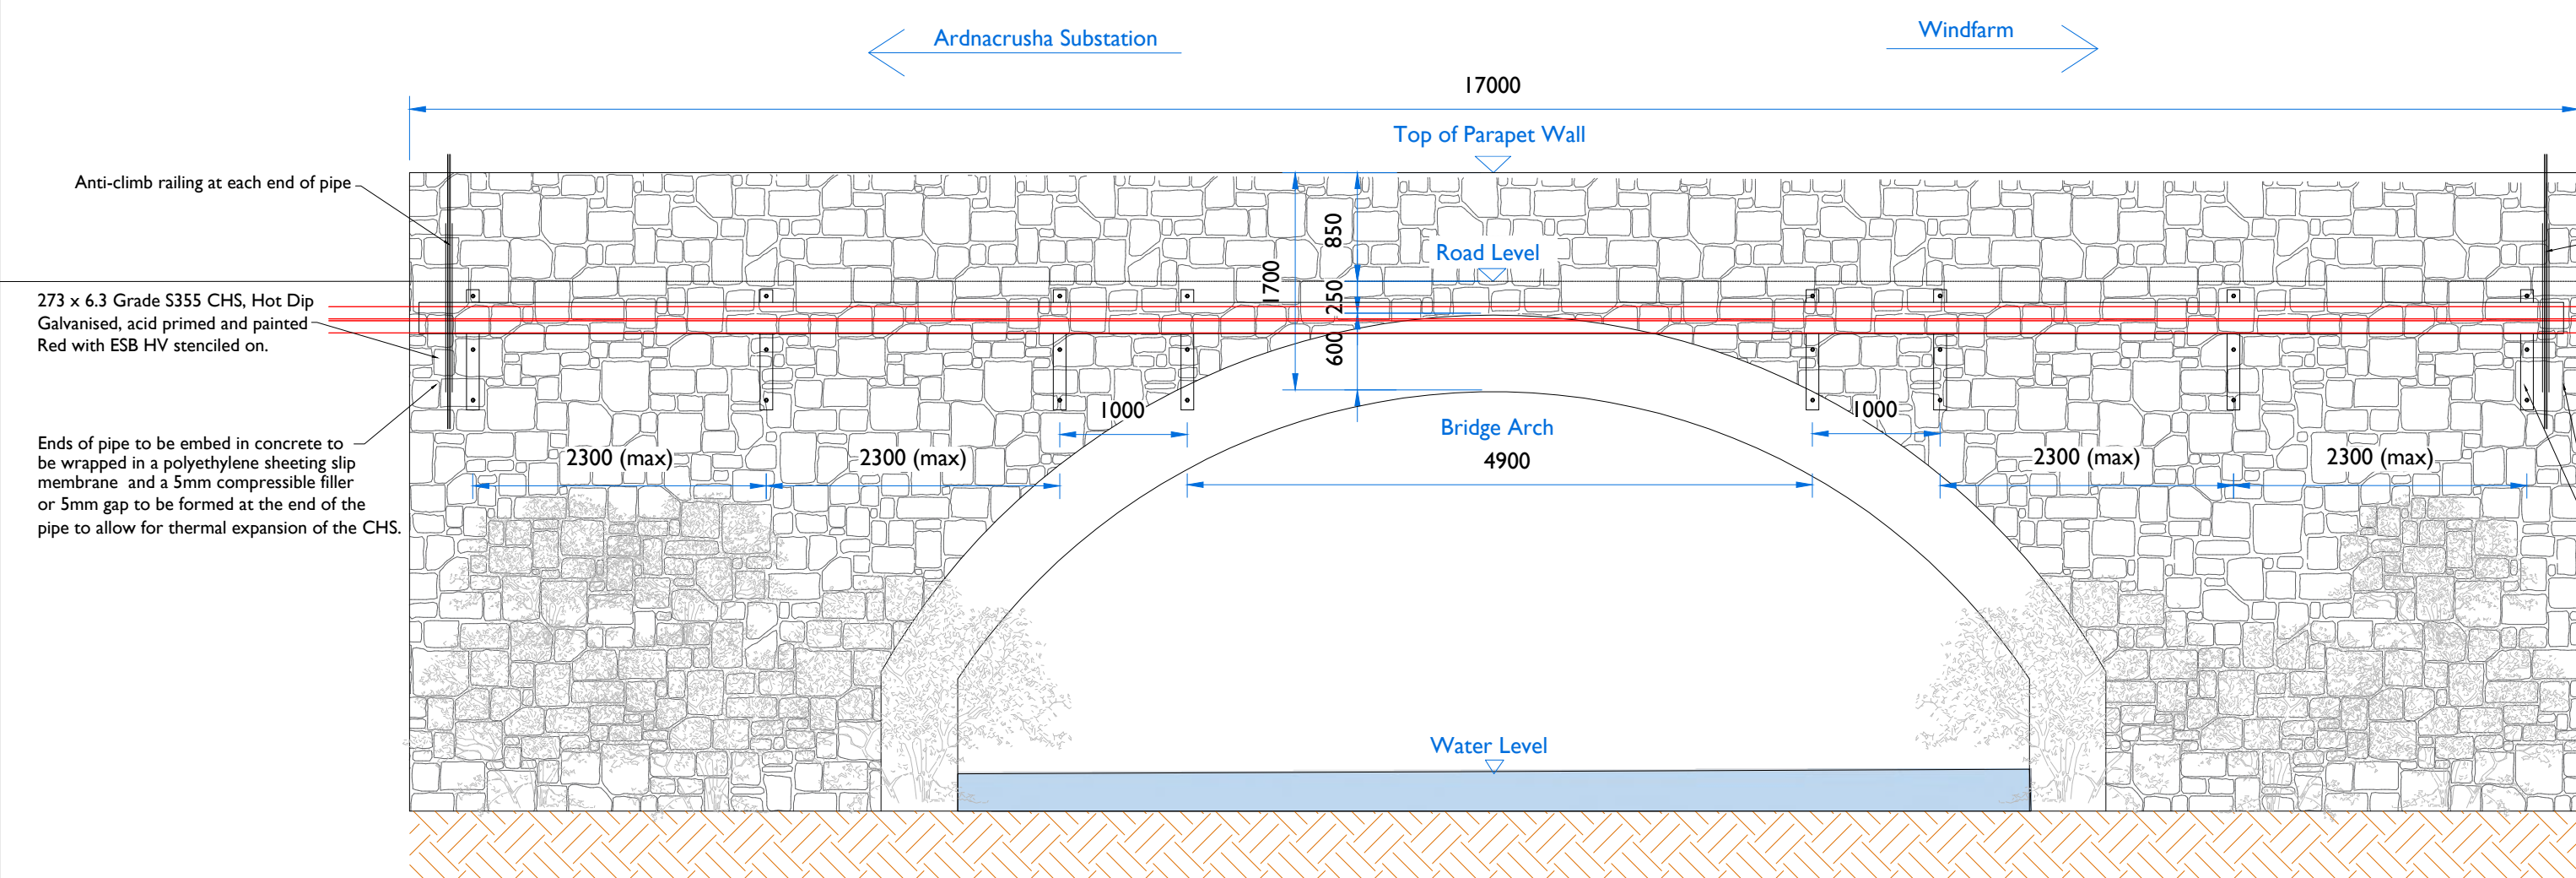 Ardnacrusha Substation
Windfarm
17000
Top of Parapet Wall
Anti-climb railing at each end of pipe
850
Road Level
1700
250
600
273 x 6.3 Grade S355 CHS, Hot Dip
Galvanised, acid primed and painted
Red with ESB HV stenciled on.
1000
1000
Bridge Arch
4900
Ends of pipe to be embed in concrete to
be wrapped in a polyethylene sheeting slip
membrane and a 5mm compressible filler
or 5mm gap to be formed at the end of the
pipe to allow for thermal expansion of the CHS.
2300 (max)
2300 (max)
2300 (max)
2300 (max)
Water Level